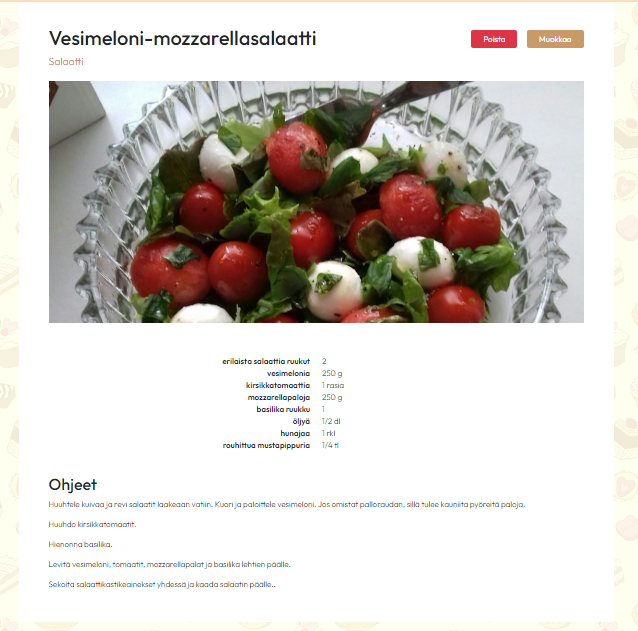 Vesimeloni-mozzarellasalaatti
Poista
Muokkaa
Salaatti
erilaista salaattia ruukut 2
vesimelonia 250 g
kirsikkatomaattia 1 rasia
mozzarellapaloja 250 g
basilika ruukku 1
öljyä 1/2 dl
hunajaa 1 rkl
rouhittua mustapippuria 1/4 tl
Ohjeet
Huuhtele kuivaa ja revi salaatit laakeaan vatiin. Kuori ja paloittele vesimeloni. Jos omistat palloraudan, sillä tulee kauniita pyöreitä paloja.
Huuhdo kirsikkatomaatit.
Hienonna basilika.
Levitä vesimeloni, tomaatit, mozzarellapalat ja basilika lehtien päälle.
Sekoita salaattikastikeainekset yhdessä ja kaada salaatin päälle..